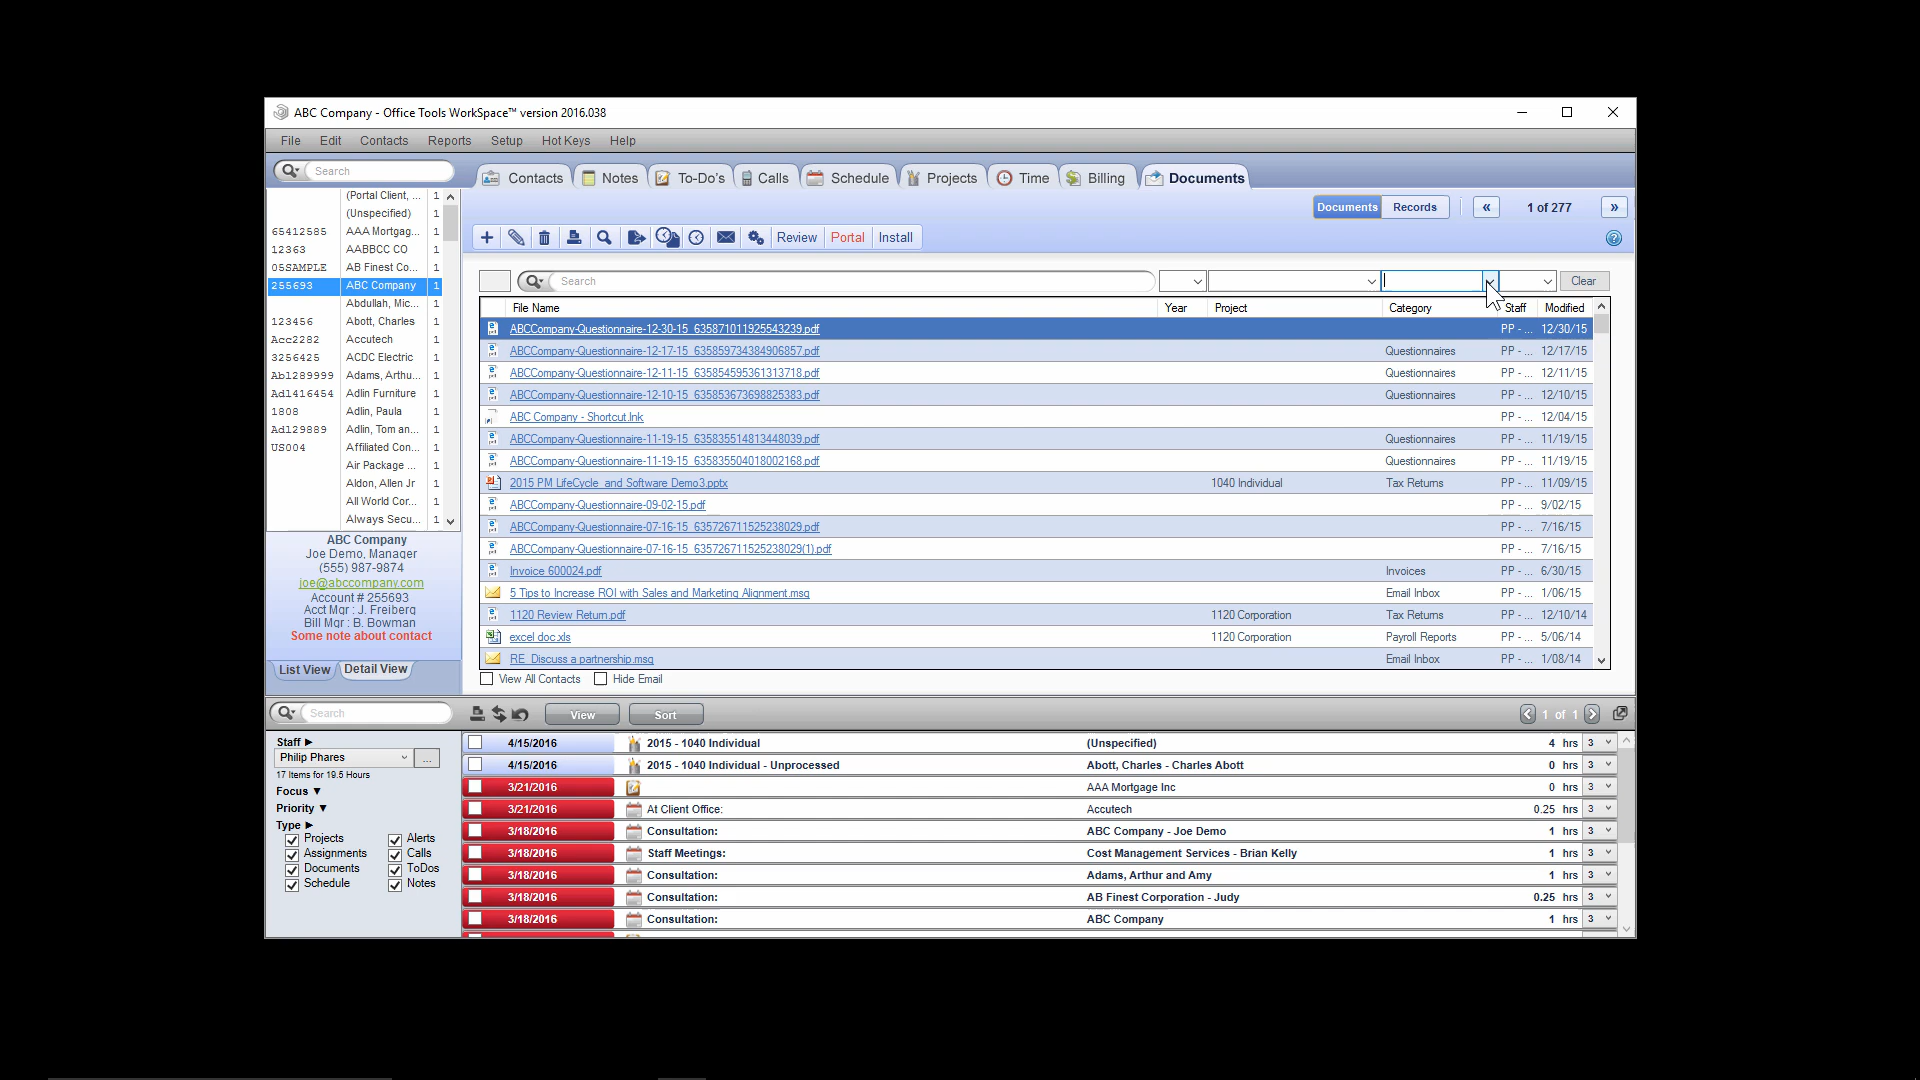 ABC Company - Office Tools WorkSpace™ version 2016.038
File Edit Contacts Reports Setup Hot Keys Help
Search
Contacts Notes To-Do's Calls Schedule Projects Time Billing Documents
(Portal Client, ... 1
(Unspecified) 1
65412585 AAA Mortgag... 1
12363 AABBCC CO 1
05SAMPLE AB Finest Co... 1
255693 ABC Company 1
Abdullah, Mic... 1
123456 Abott, Charles 1
Acc2282 Accutech 1
3256425 ACDC Electric 1
Ab1289999 Adams, Arthu... 1
Ad1416454 Adlin Furniture 1
1808 Adlin, Paula 1
Ad129889 Adlin, Tom an... 1
US004 Affiliated Con... 1
Air Package ... 1
Aldon, Allen Jr 1
All World Cor... 1
Always Secu... 1
ABC Company
Joe Demo, Manager
(555) 987-9874
joe@abccompany.com
Account # 255693
Acct Mgr : J. Freiberg
Bill Mgr : B. Bowman
Some note about contact
List View Detail View
Documents Records « 1 of 277 »
Review Portal Install
Search Clear
File Name Year Project Category Staff Modified
ABCCompany-Questionnaire-12-30-15_635871011925543239.pdf PP - ... 12/30/15
ABCCompany-Questionnaire-12-17-15_635859734384906857.pdf Questionnaires PP - ... 12/17/15
ABCCompany-Questionnaire-12-11-15_635854595361313718.pdf Questionnaires PP - ... 12/11/15
ABCCompany-Questionnaire-12-10-15_635853673698825383.pdf Questionnaires PP - ... 12/10/15
ABC Company - Shortcut.lnk PP - ... 12/04/15
ABCCompany-Questionnaire-11-19-15_635835514813448039.pdf Questionnaires PP - ... 11/19/15
ABCCompany-Questionnaire-11-19-15_635835504018002168.pdf Questionnaires PP - ... 11/19/15
2015 PM LifeCycle_and Software Demo3.pptx 1040 Individual Tax Returns PP - ... 11/09/15
ABCCompany-Questionnaire-09-02-15.pdf PP - ... 9/02/15
ABCCompany-Questionnaire-07-16-15_635726711525238029.pdf PP - ... 7/16/15
ABCCompany-Questionnaire-07-16-15_635726711525238029(1).pdf PP - ... 7/16/15
Invoice 600024.pdf Invoices PP - ... 6/30/15
5 Tips to Increase ROI with Sales and Marketing Alignment.msg Email Inbox PP - ... 1/06/15
1120 Review Return.pdf 1120 Corporation Tax Returns PP - ... 12/10/14
excel doc.xls 1120 Corporation Payroll Reports PP - ... 5/06/14
RE_Discuss a partnership.msg Email Inbox PP - ... 1/08/14
View All Contacts Hide Email
Search View Sort 1 of 1
Staff
Philip Phares ...
17 Items for 19.5 Hours
Focus
Priority
Type
Projects Alerts
Assignments Calls
Documents ToDos
Schedule Notes
4/15/2016 2015 - 1040 Individual (Unspecified) 4 hrs 3
4/15/2016 2015 - 1040 Individual - Unprocessed Abott, Charles - Charles Abott 0 hrs 3
3/21/2016 AAA Mortgage Inc 0 hrs 3
3/21/2016 At Client Office: Accutech 0.25 hrs 3
3/18/2016 Consultation: ABC Company - Joe Demo 1 hrs 3
3/18/2016 Staff Meetings: Cost Management Services - Brian Kelly 1 hrs 3
3/18/2016 Consultation: Adams, Arthur and Amy 1 hrs 3
3/18/2016 Consultation: AB Finest Corporation - Judy 0.25 hrs 3
3/18/2016 Consultation: ABC Company 1 hrs 3